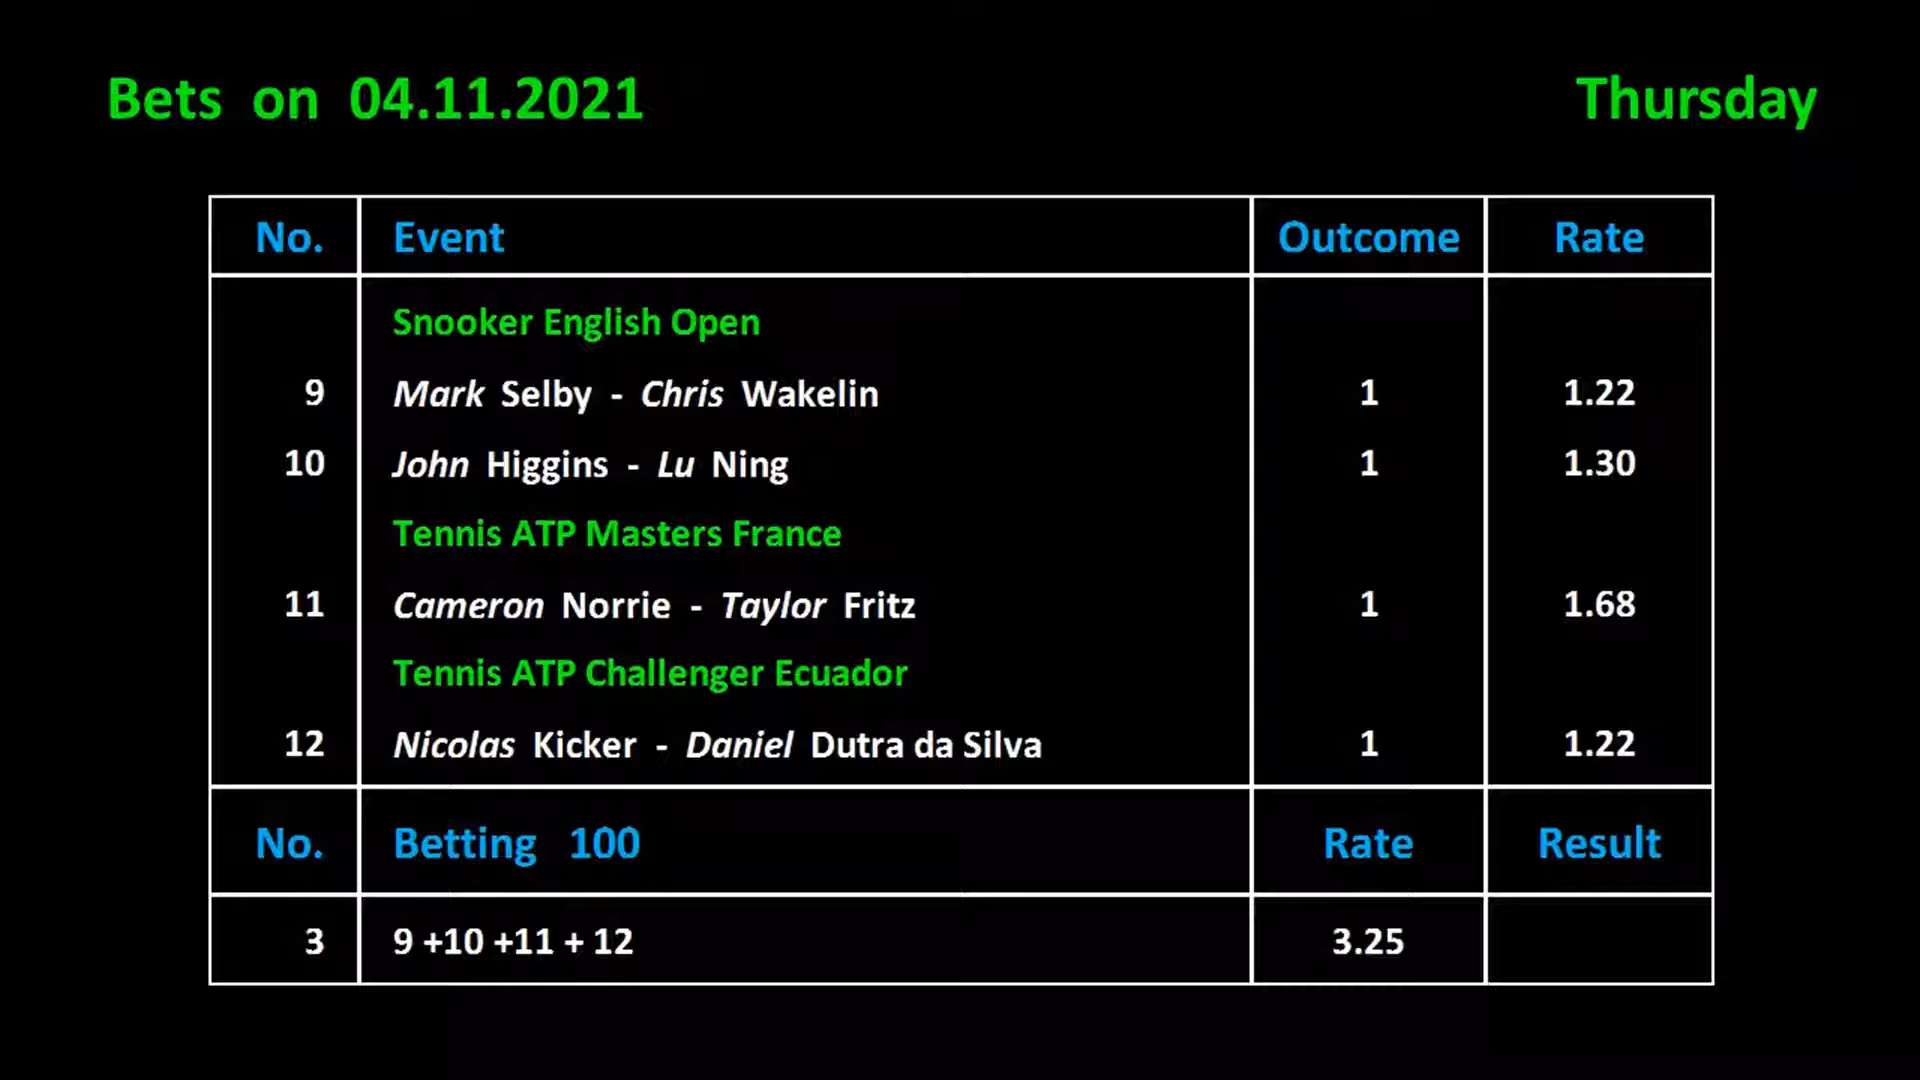 Bets on 04.11.2021 Thursday
No. Event Outcome Rate
Snooker English Open
9 Mark Selby - Chris Wakelin 1 1.22
10 John Higgins - Lu Ning 1 1.30
Tennis ATP Masters France
11 Cameron Norrie - Taylor Fritz 1 1.68
Tennis ATP Challenger Ecuador
12 Nicolas Kicker - Daniel Dutra da Silva 1 1.22
No. Betting 100 Rate Result
3 9 +10 +11 + 12 3.25